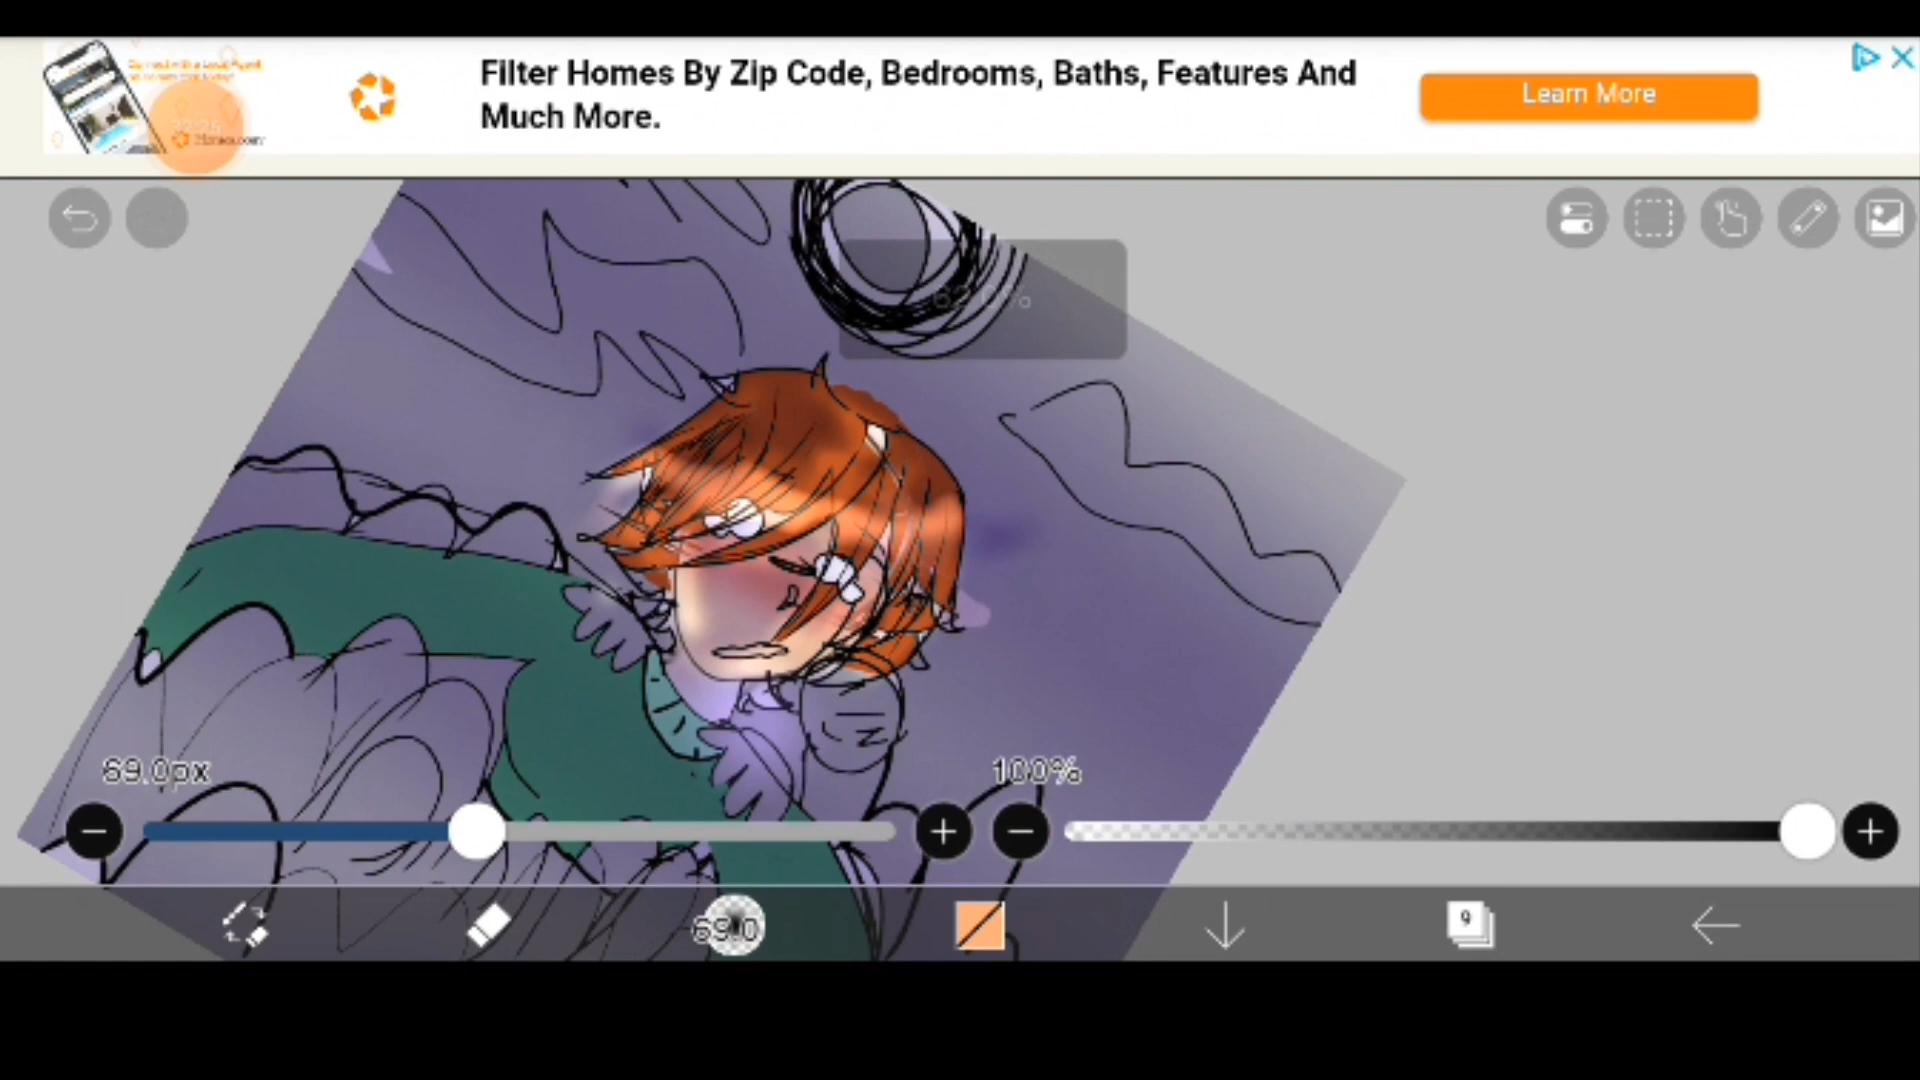 Filter Homes By Zip Code, Bedrooms, Baths, Features And
Much More.
Learn More
69.0px
100%
69.0
9